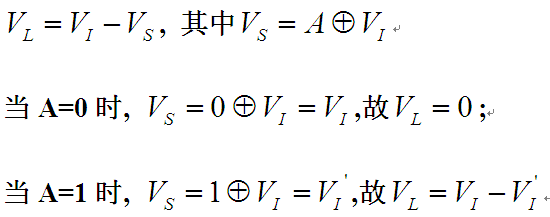 V_L = V_I − V_S, 其中 V_S = A ⊕ V_I ↵
当 A=0 时, V_S = 0 ⊕ V_I = V_I ,故 V_L = 0 ; ↵
当 A=1 时, V_S = 1 ⊕ V_I = V_I' ,故 V_L = V_I − V_I' ↵